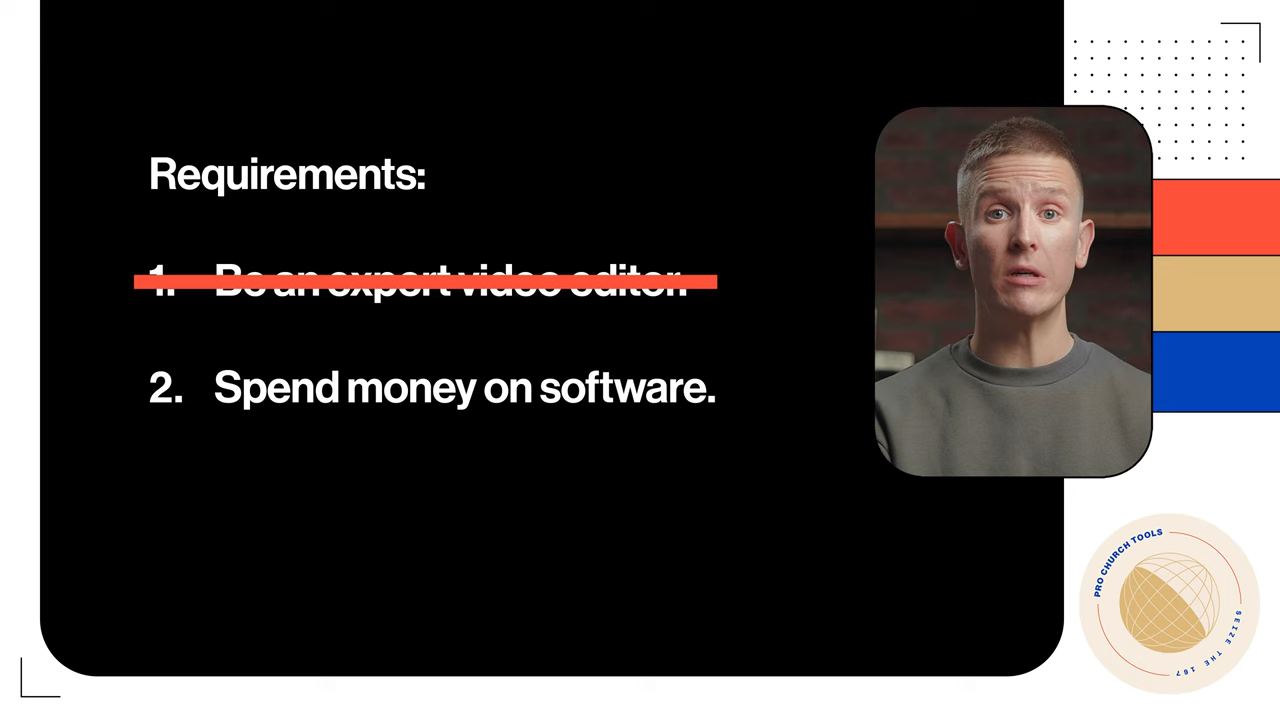 Requirements:
1. Be an expert video editor.
2. Spend money on software.
PRO CHURCH TOOLS
SEIZE THE 167